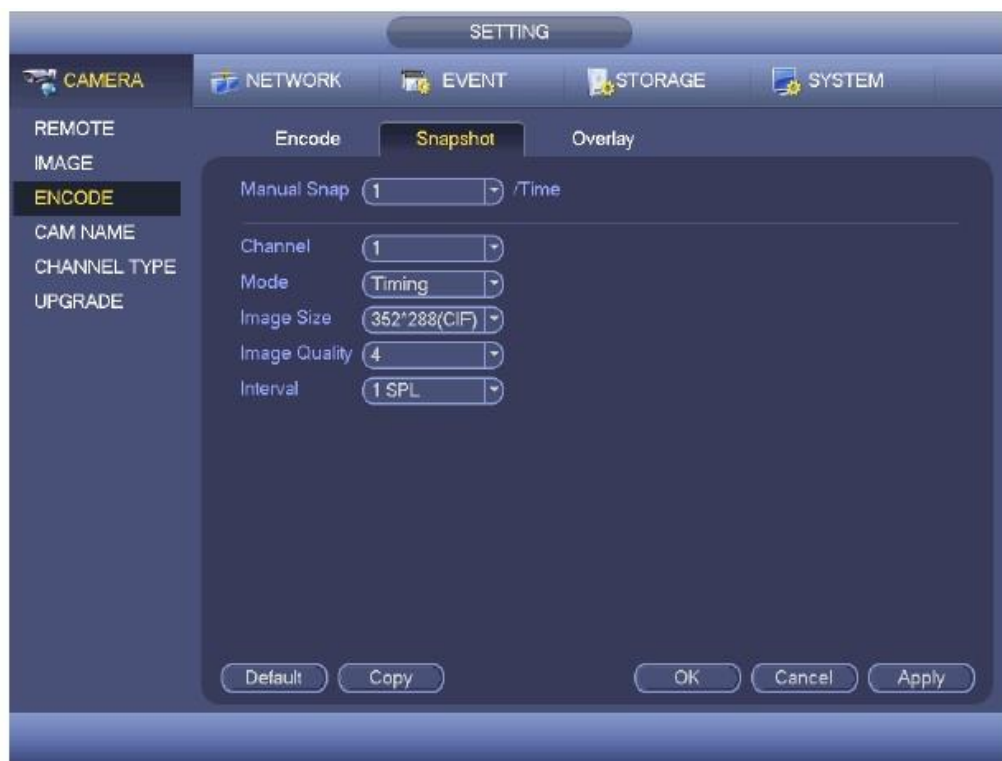 SETTING
CAMERA NETWORK EVENT STORAGE SYSTEM
REMOTE
IMAGE
ENCODE
CAM NAME
CHANNEL TYPE
UPGRADE
Encode Snapshot Overlay
Manual Snap 1 /Time
Channel 1
Mode Timing
Image Size 352*288(CIF)
Image Quality 4
Interval 1 SPL
Default Copy OK Cancel Apply